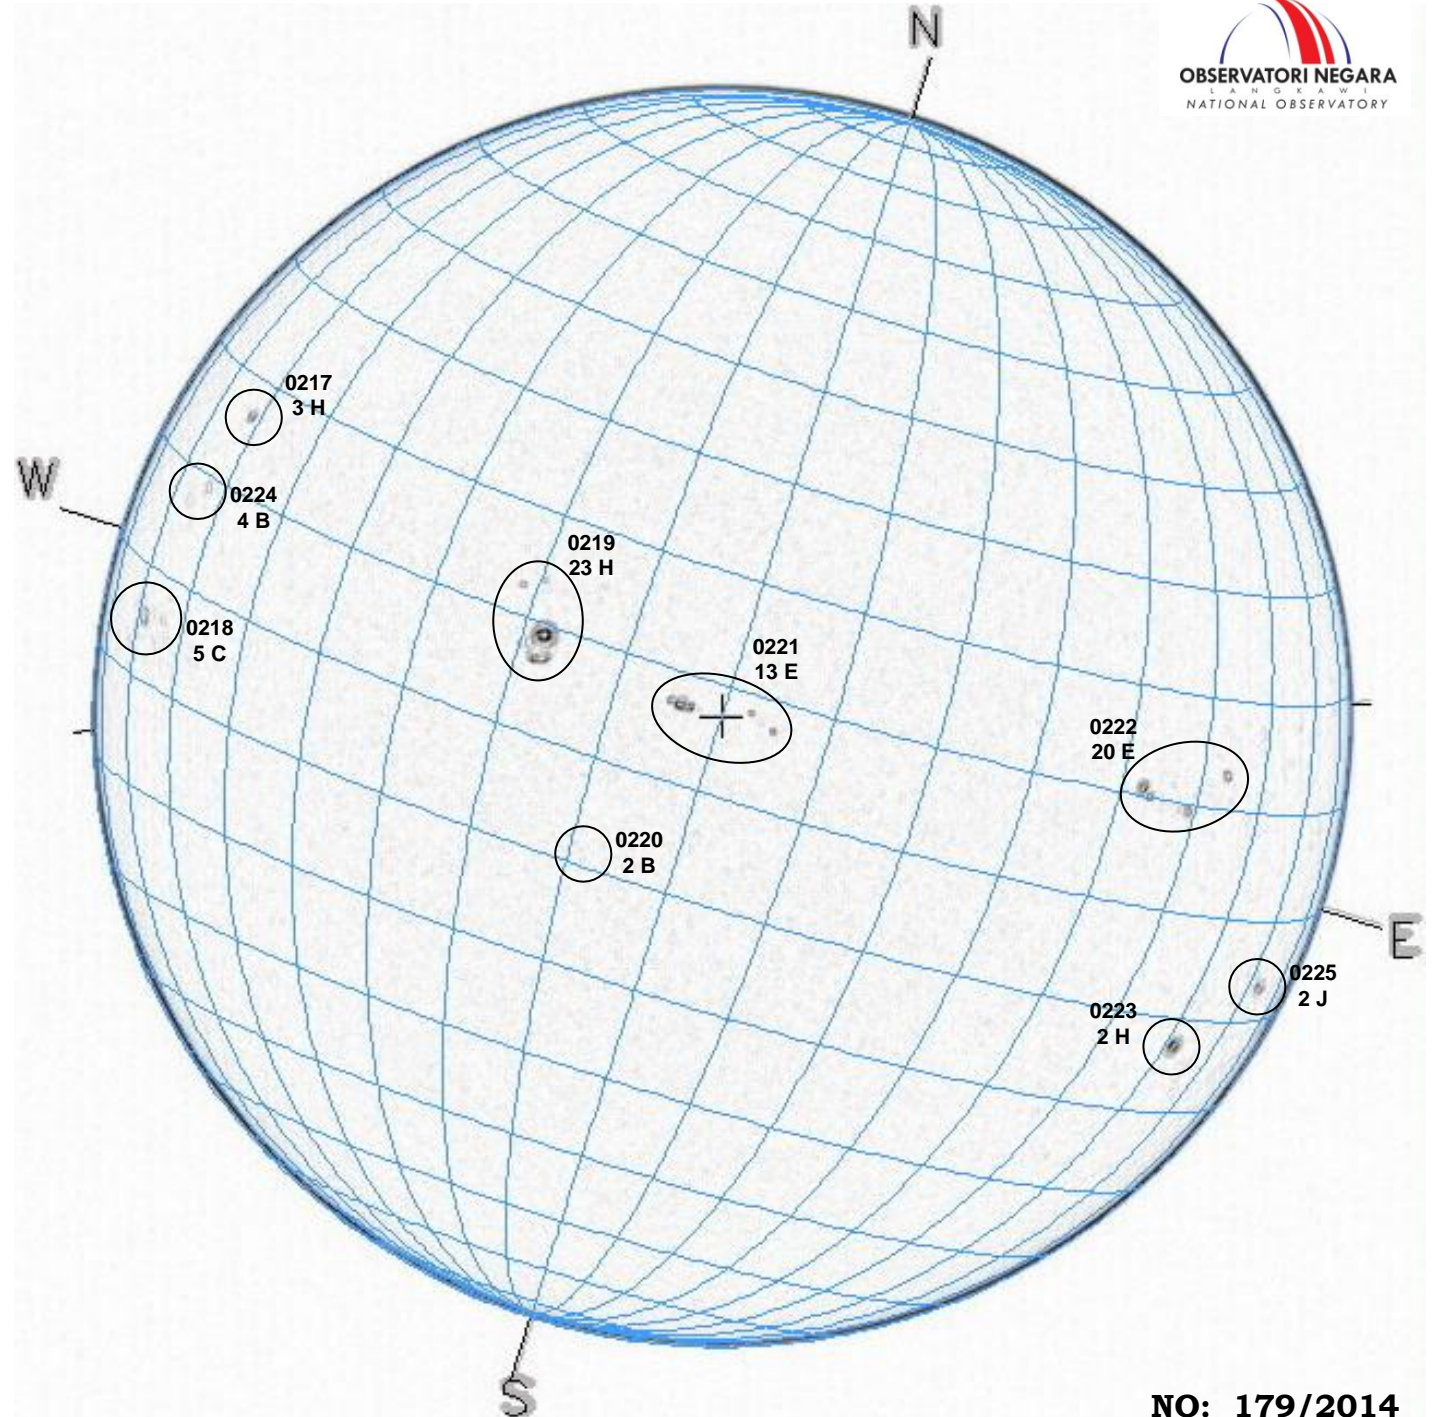 N
OBSERVATORI NEGARA
LANGKAWI
NATIONAL OBSERVATORY
0217
3 H
W
0224
4 B
0219
23 H
0218
5 C
0221
13 E
0222
20 E
0220
2 B
E
0225
2 J
0223
2 H
S
NO: 179/2014